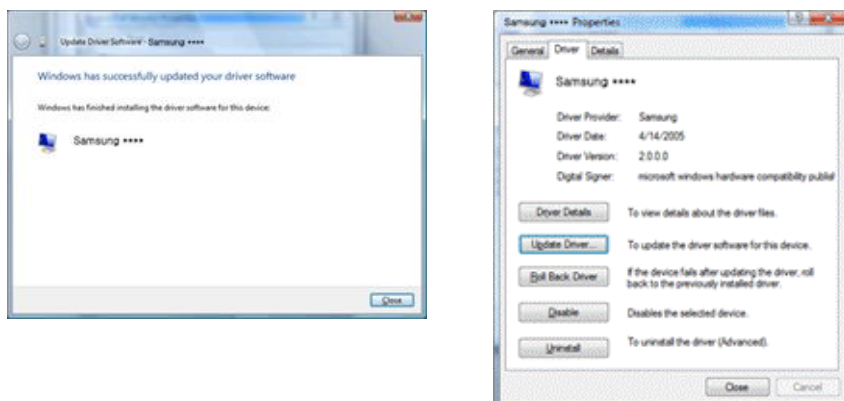 Update Driver Software - Samsung ****
Windows has successfully updated your driver software
Windows has finished installing the driver software for this device:
Samsung ****
Close
Samsung **** Properties
General Driver Details
Samsung ****
Driver Provider: Samsung
Driver Date: 4/14/2005
Driver Version: 2.0.0.0
Digital Signer: microsoft windows hardware compatibility publis
Driver Details To view details about the driver files.
Update Driver... To update the driver software for this device.
Roll Back Driver If the device fails after updating the driver, roll
back to the previously installed driver.
Disable Disables the selected device.
Uninstall To uninstall the driver (Advanced).
Close Cancel